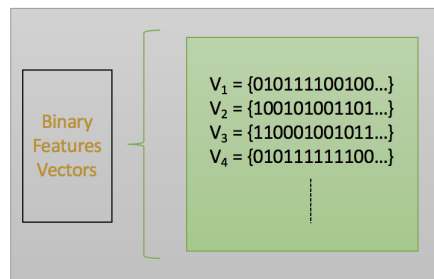 Binary
Features
Vectors
V₁ = {010111100100...}
V₂ = {100101001101...}
V₃ = {110001001011...}
V₄ = {010111111100...}